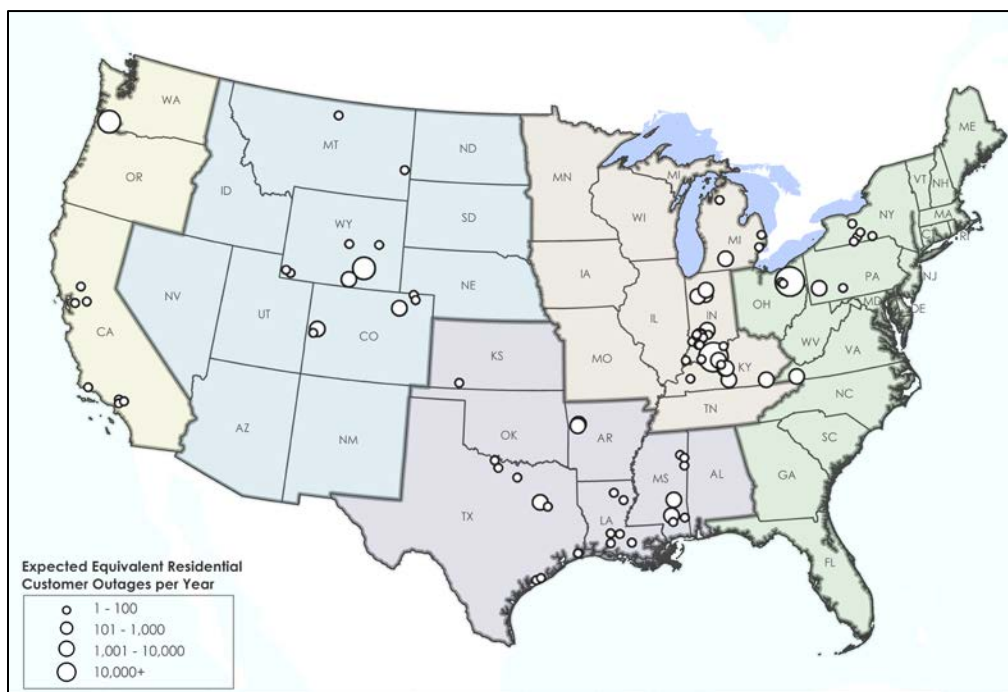 WA
MT
ND
ME
OR
ID
MN
VT
NH
MI
WI
NY
MA
SD
WY
CT
RI
MI
IA
PA
NJ
NE
NV
OH
MD
DE
UT
IL
IN
CA
CO
WV
VA
KS
MO
KY
NC
TN
AZ
NM
OK
AR
SC
MS
AL
GA
TX
LA
FL
Expected Equivalent Residential
Customer Outages per Year
1 - 100
101 - 1,000
1,001 - 10,000
10,000+